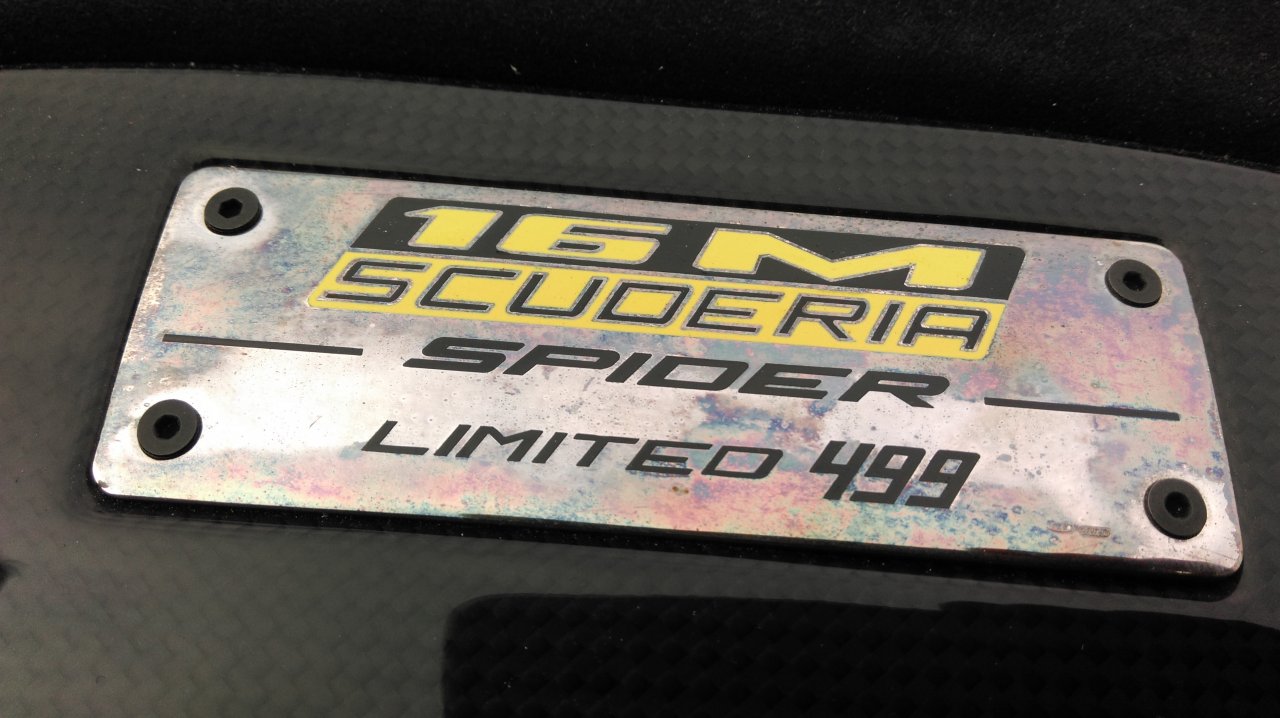 16M
SCUDERIA
SPIDER
LIMITED 499